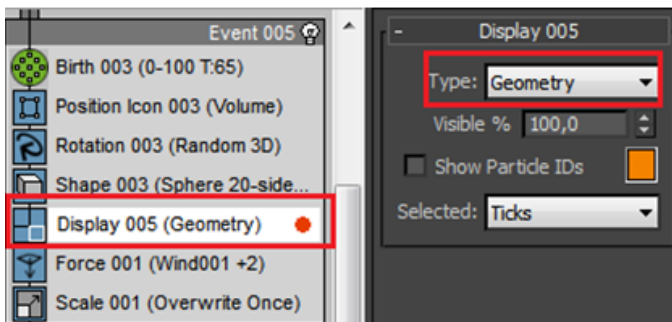 Event 005
Birth 003 (0-100 T:65)
Position Icon 003 (Volume)
Rotation 003 (Random 3D)
Shape 003 (Sphere 20-side...
Display 005 (Geometry)
Force 001 (Wind001 +2)
Scale 001 (Overwrite Once)
- Display 005
Type: Geometry
Visible % 100,0
Show Particle IDs
Selected: Ticks